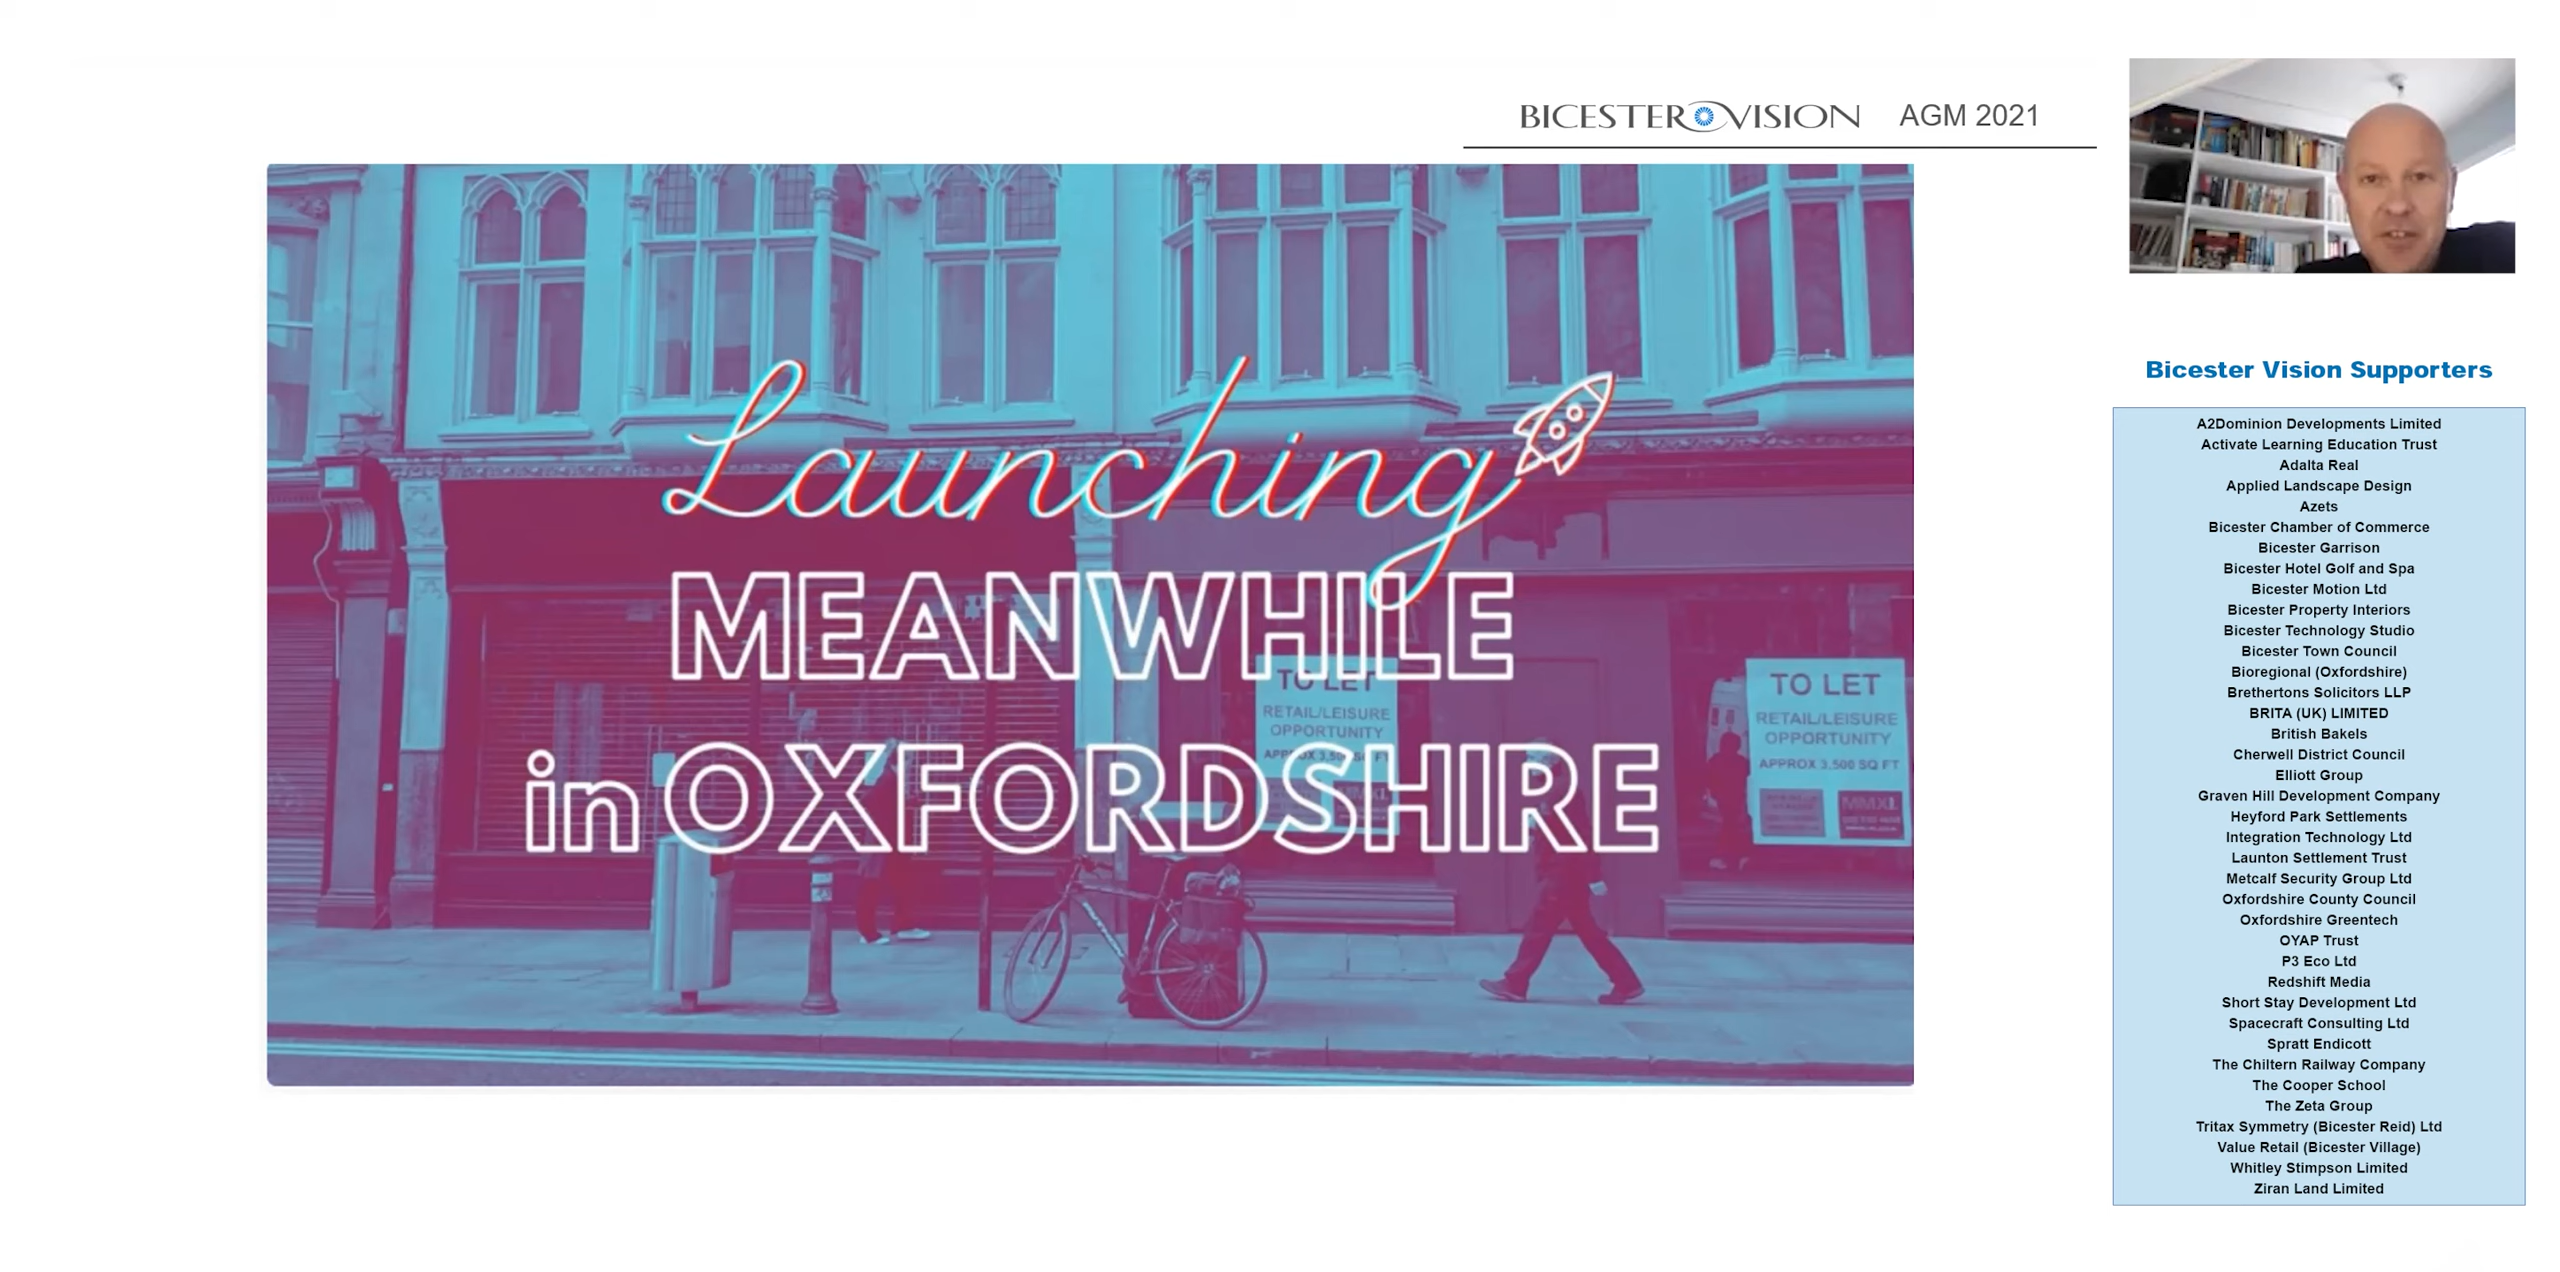 BICESTER VISION AGM 2021
Launching
MEANWHILE
in OXFORDSHIRE
TO LET
RETAIL/LEISURE
OPPORTUNITY
APPROX 3,500 SQ FT
TO LET
RETAIL/LEISURE
OPPORTUNITY
APPROX 3,500 SQ FT
MMXL
Bicester Vision Supporters
A2Dominion Developments Limited
Activate Learning Education Trust
Adalta Real
Applied Landscape Design
Azets
Bicester Chamber of Commerce
Bicester Garrison
Bicester Hotel Golf and Spa
Bicester Motion Ltd
Bicester Property Interiors
Bicester Technology Studio
Bicester Town Council
Bioregional (Oxfordshire)
Brethertons Solicitors LLP
BRITA (UK) LIMITED
British Bakels
Cherwell District Council
Elliott Group
Graven Hill Development Company
Heyford Park Settlements
Integration Technology Ltd
Launton Settlement Trust
Metcalf Security Group Ltd
Oxfordshire County Council
Oxfordshire Greentech
OYAP Trust
P3 Eco Ltd
Redshift Media
Short Stay Development Ltd
Spacecraft Consulting Ltd
Spratt Endicott
The Chiltern Railway Company
The Cooper School
The Zeta Group
Tritax Symmetry (Bicester Reid) Ltd
Value Retail (Bicester Village)
Whitley Stimpson Limited
Ziran Land Limited